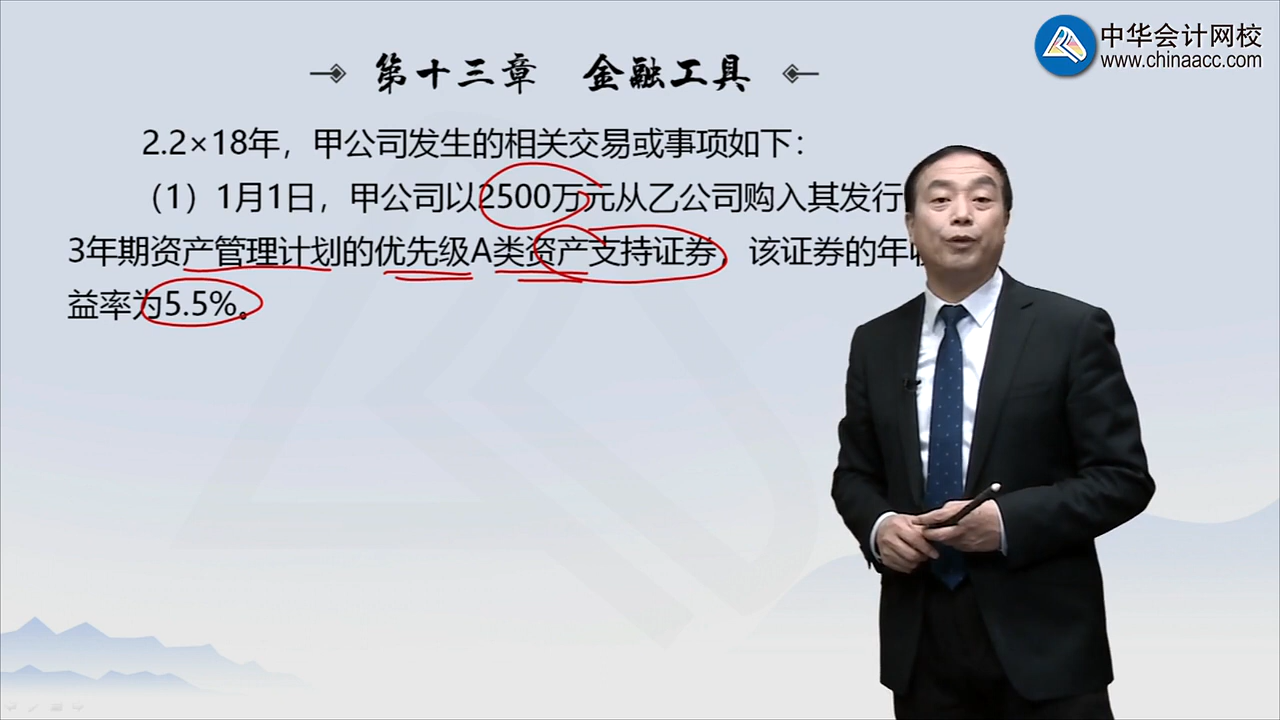 中华会计网校
www.chinaacc.com
第十三章 金融工具
2.2×18年，甲公司发生的相关交易或事项如下：
（1）1月1日，甲公司以2500万元从乙公司购入其发行
3年期资产管理计划的优先级A类资产支持证券，该证券的年
益率为5.5%。